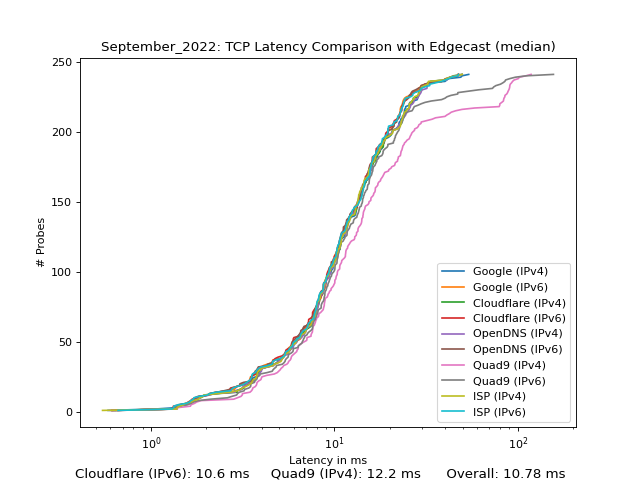 September_2022: TCP Latency Comparison with Edgecast (median)
250
200
150
100
50
0
# Probes
Google (IPv4)
Google (IPv6)
Cloudflare (IPv4)
Cloudflare (IPv6)
OpenDNS (IPv4)
OpenDNS (IPv6)
Quad9 (IPv4)
Quad9 (IPv6)
ISP (IPv4)
ISP (IPv6)
10⁰ 10¹ 10²
Latency in ms
Cloudflare (IPv6): 10.6 ms Quad9 (IPv4): 12.2 ms Overall: 10.78 ms